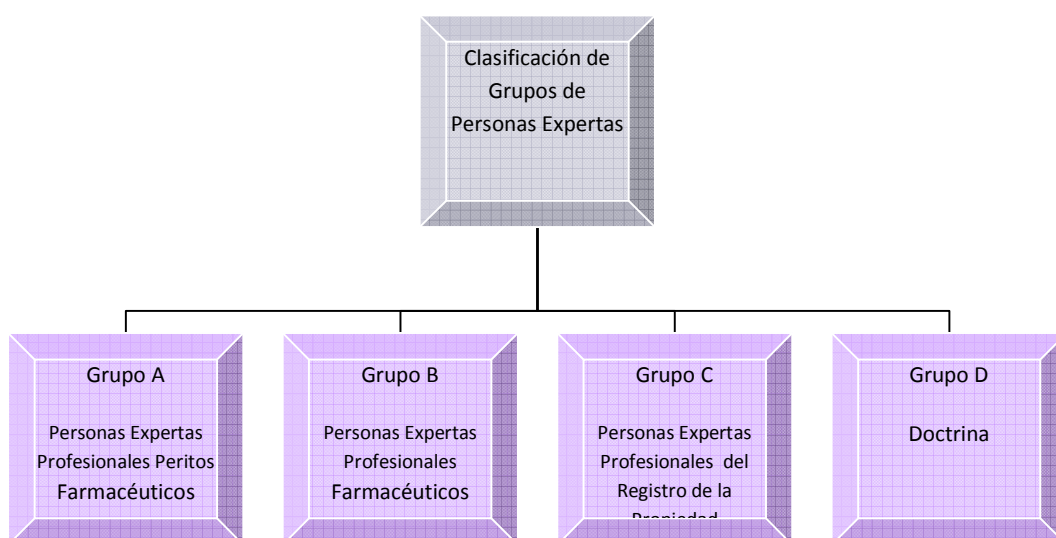 Clasificación de
Grupos de
Personas Expertas
Grupo A
Personas Expertas
Profesionales Peritos
Farmacéuticos
Grupo B
Personas Expertas
Profesionales
Farmacéuticos
Grupo C
Personas Expertas
Profesionales del
Registro de la
Propiedad
Grupo D
Doctrina